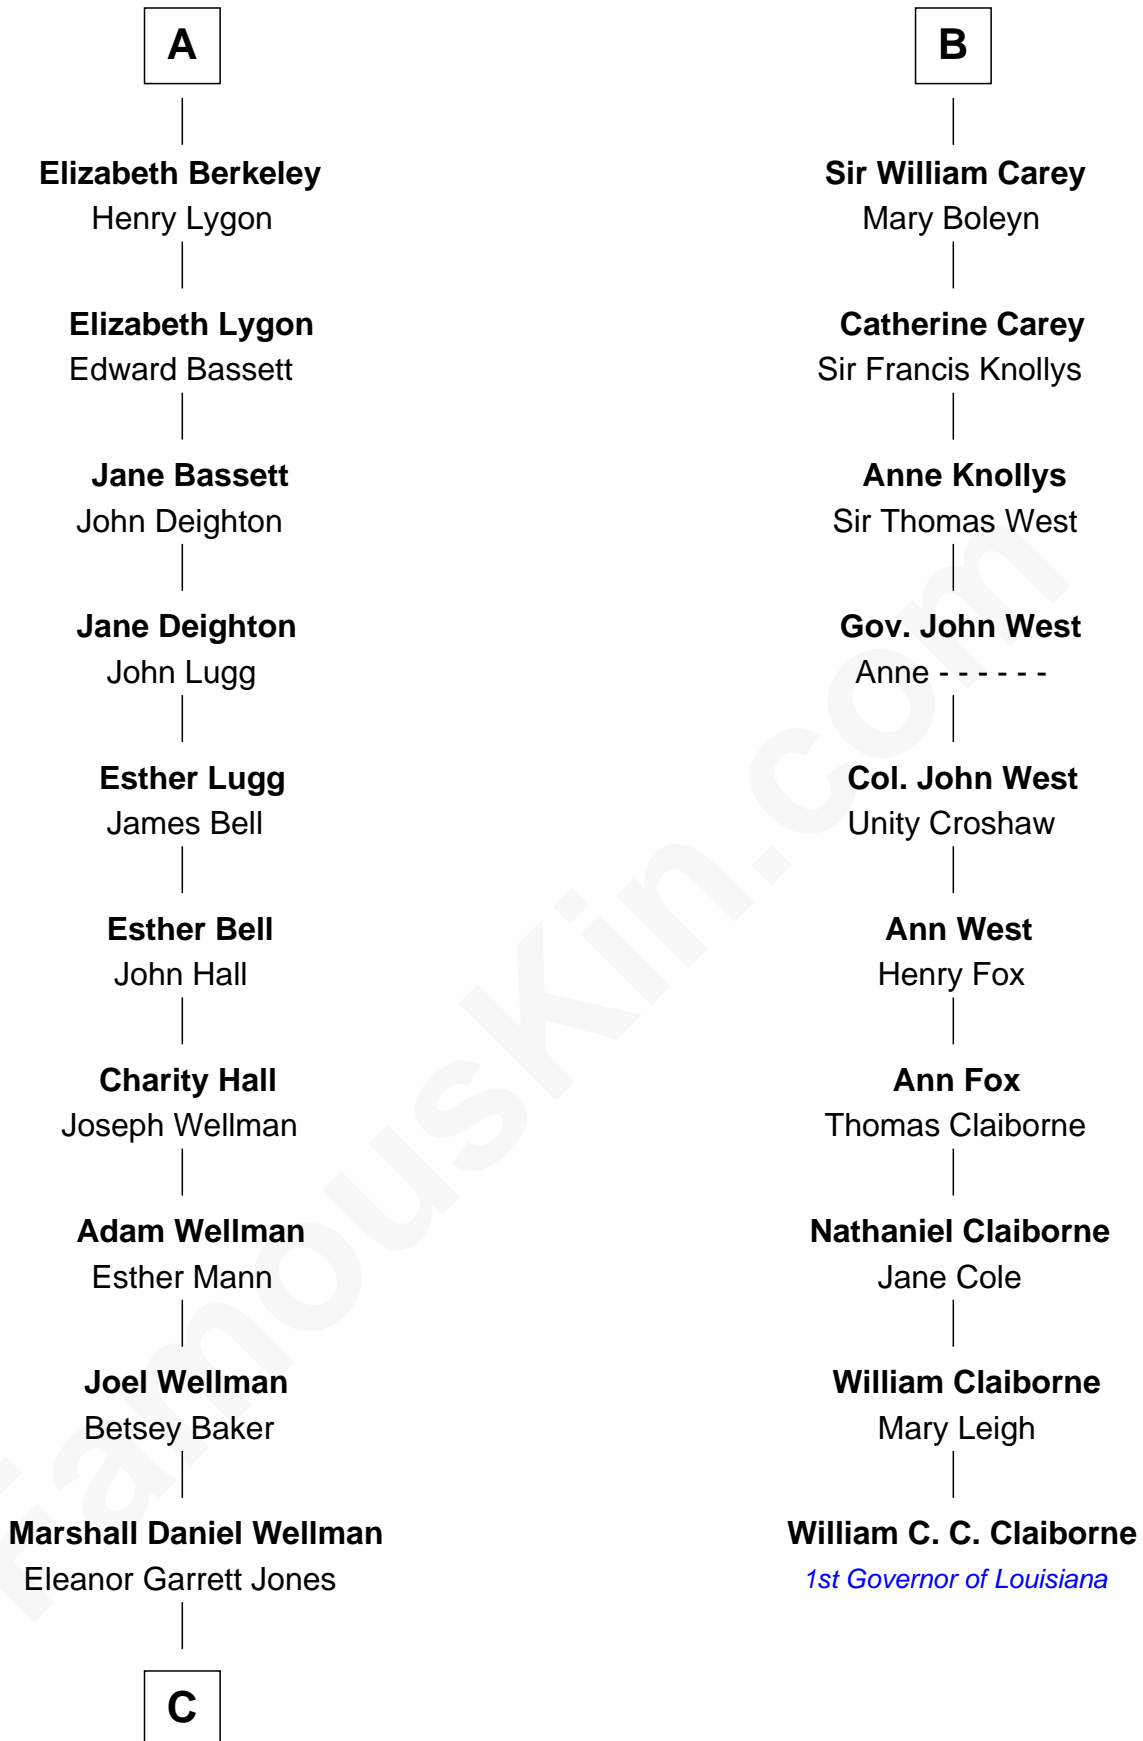 A
Elizabeth Berkeley
Henry Lygon
Elizabeth Lygon
Edward Bassett
Jane Bassett
John Deighton
Jane Deighton
John Lugg
Esther Lugg
James Bell
Esther Bell
John Hall
Charity Hall
Joseph Wellman
Adam Wellman
Esther Mann
Joel Wellman
Betsey Baker
Marshall Daniel Wellman
Eleanor Garrett Jones
C
B
Sir William Carey
Mary Boleyn
Catherine Carey
Sir Francis Knollys
Anne Knollys
Sir Thomas West
Gov. John West
Anne - - - - - -
Col. John West
Unity Croshaw
Ann West
Henry Fox
Ann Fox
Thomas Claiborne
Nathaniel Claiborne
Jane Cole
William Claiborne
Mary Leigh
William C. C. Claiborne
1st Governor of Louisiana
FamousKin.com